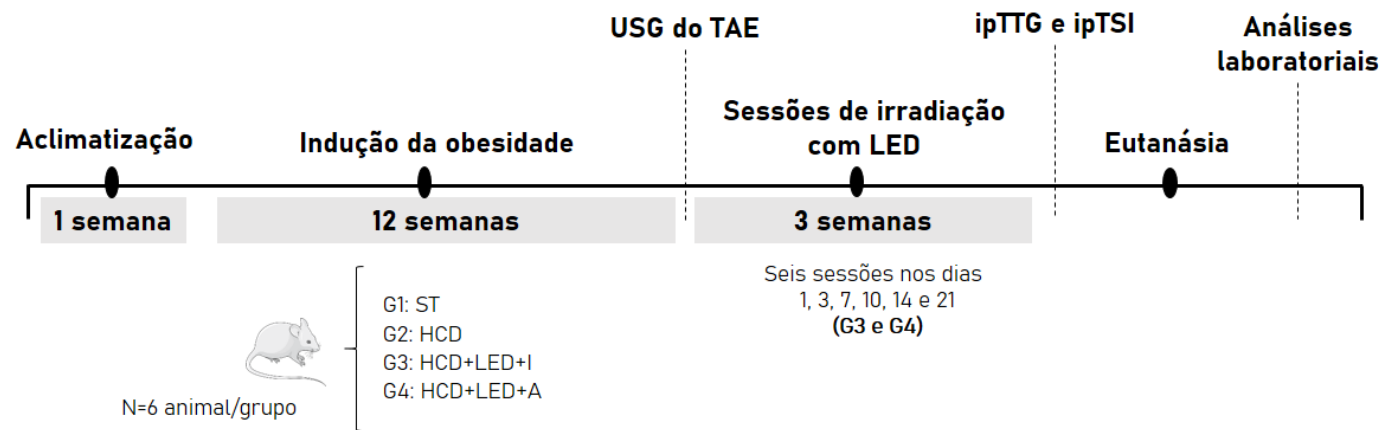 USG do TAE
ipTTG e ipTSI
Análises
laboratoriais
Aclimatização
Indução da obesidade
Sessões de irradiação
com LED
Eutanásia
1 semana
12 semanas
3 semanas
Seis sessões nos dias
1, 3, 7, 10, 14 e 21
(G3 e G4)
G1: ST
G2: HCD
G3: HCD+LED+I
G4: HCD+LED+A
N=6 animal/grupo